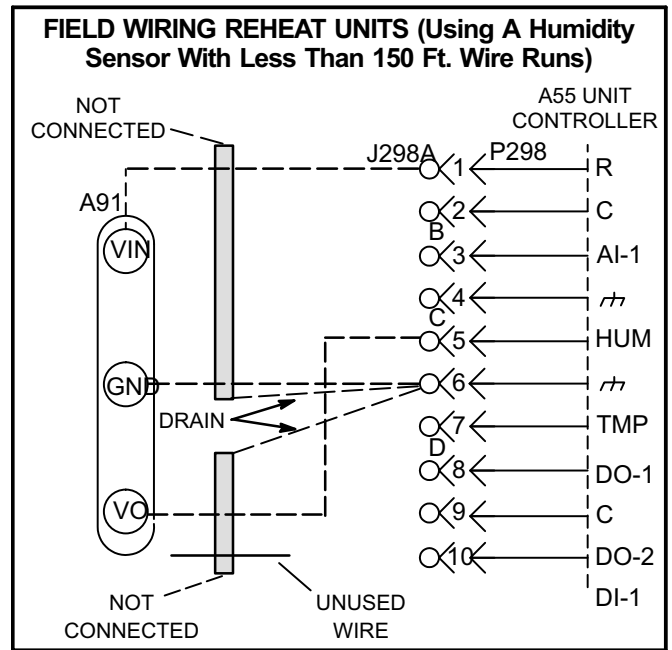 FIELD WIRING REHEAT UNITS (Using A Humidity
Sensor With Less Than 150 Ft. Wire Runs)
NOT
CONNECTED
A55 UNIT
CONTROLLER
J298A
P298
1
R
A91
2
C
B
VIN
3
AI-1
4
C
5
HUM
GND
6
DRAIN
7
TMP
D
8
DO-1
VO
9
C
10
DO-2
DI-1
NOT
CONNECTED
UNUSED
WIRE